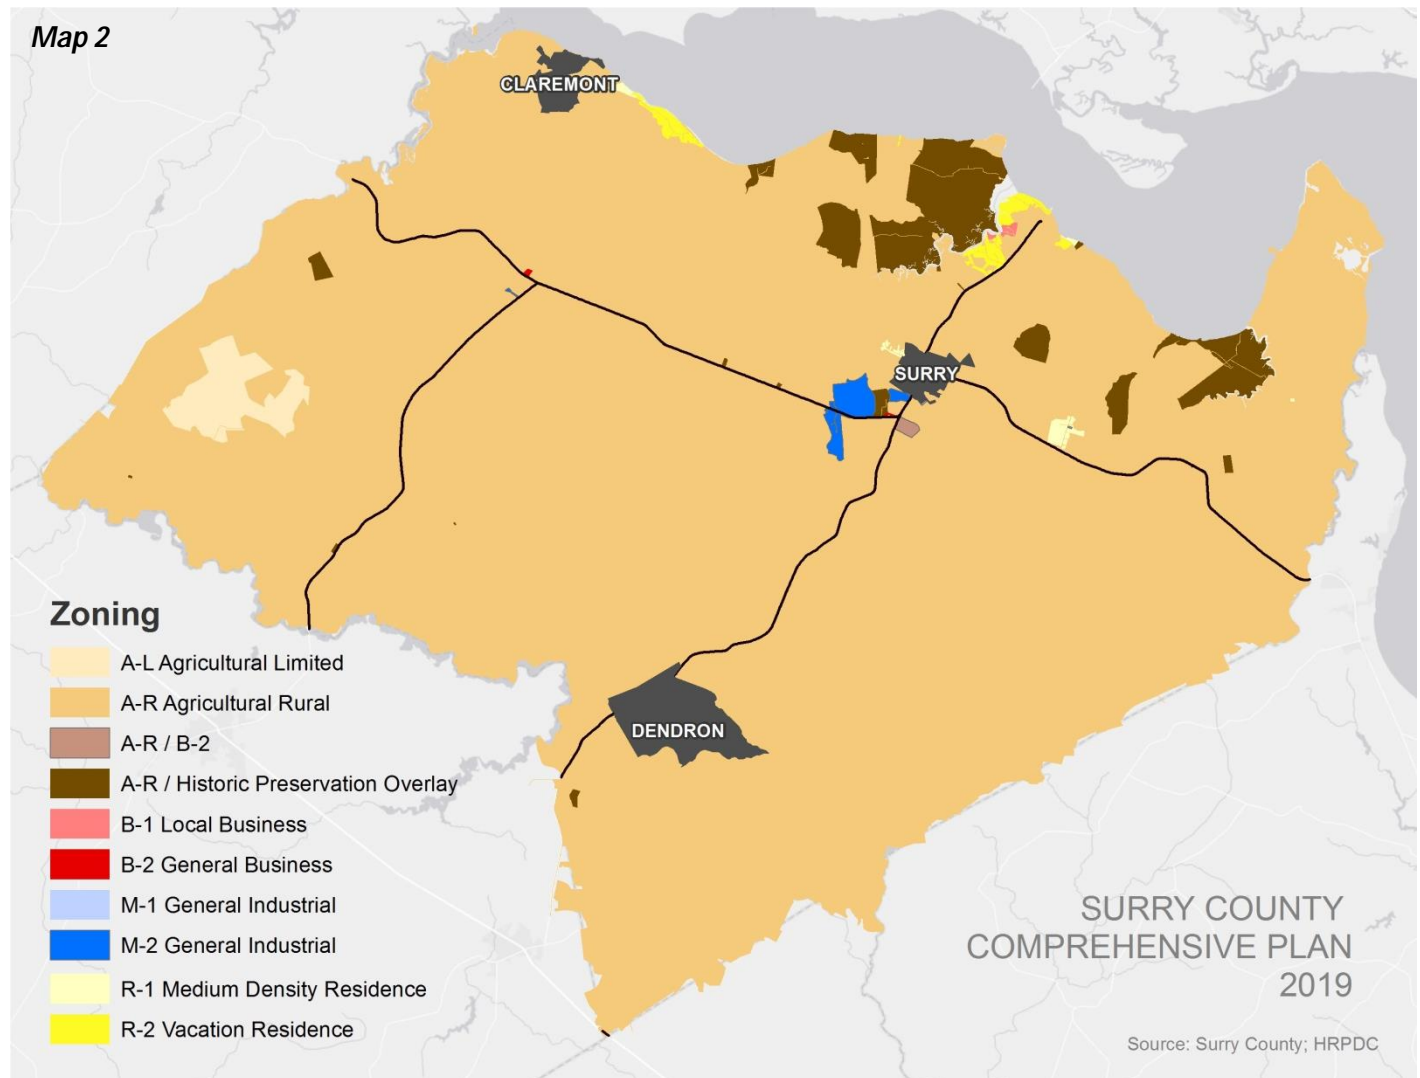 Map 2
CLAREMONT
SURRY
DENDRON
Zoning
A-L Agricultural Limited
A-R Agricultural Rural
A-R / B-2
A-R / Historic Preservation Overlay
B-1 Local Business
B-2 General Business
M-1 General Industrial
M-2 General Industrial
R-1 Medium Density Residence
R-2 Vacation Residence
SURRY COUNTY
COMPREHENSIVE PLAN
2019
Source: Surry County; HRPDC